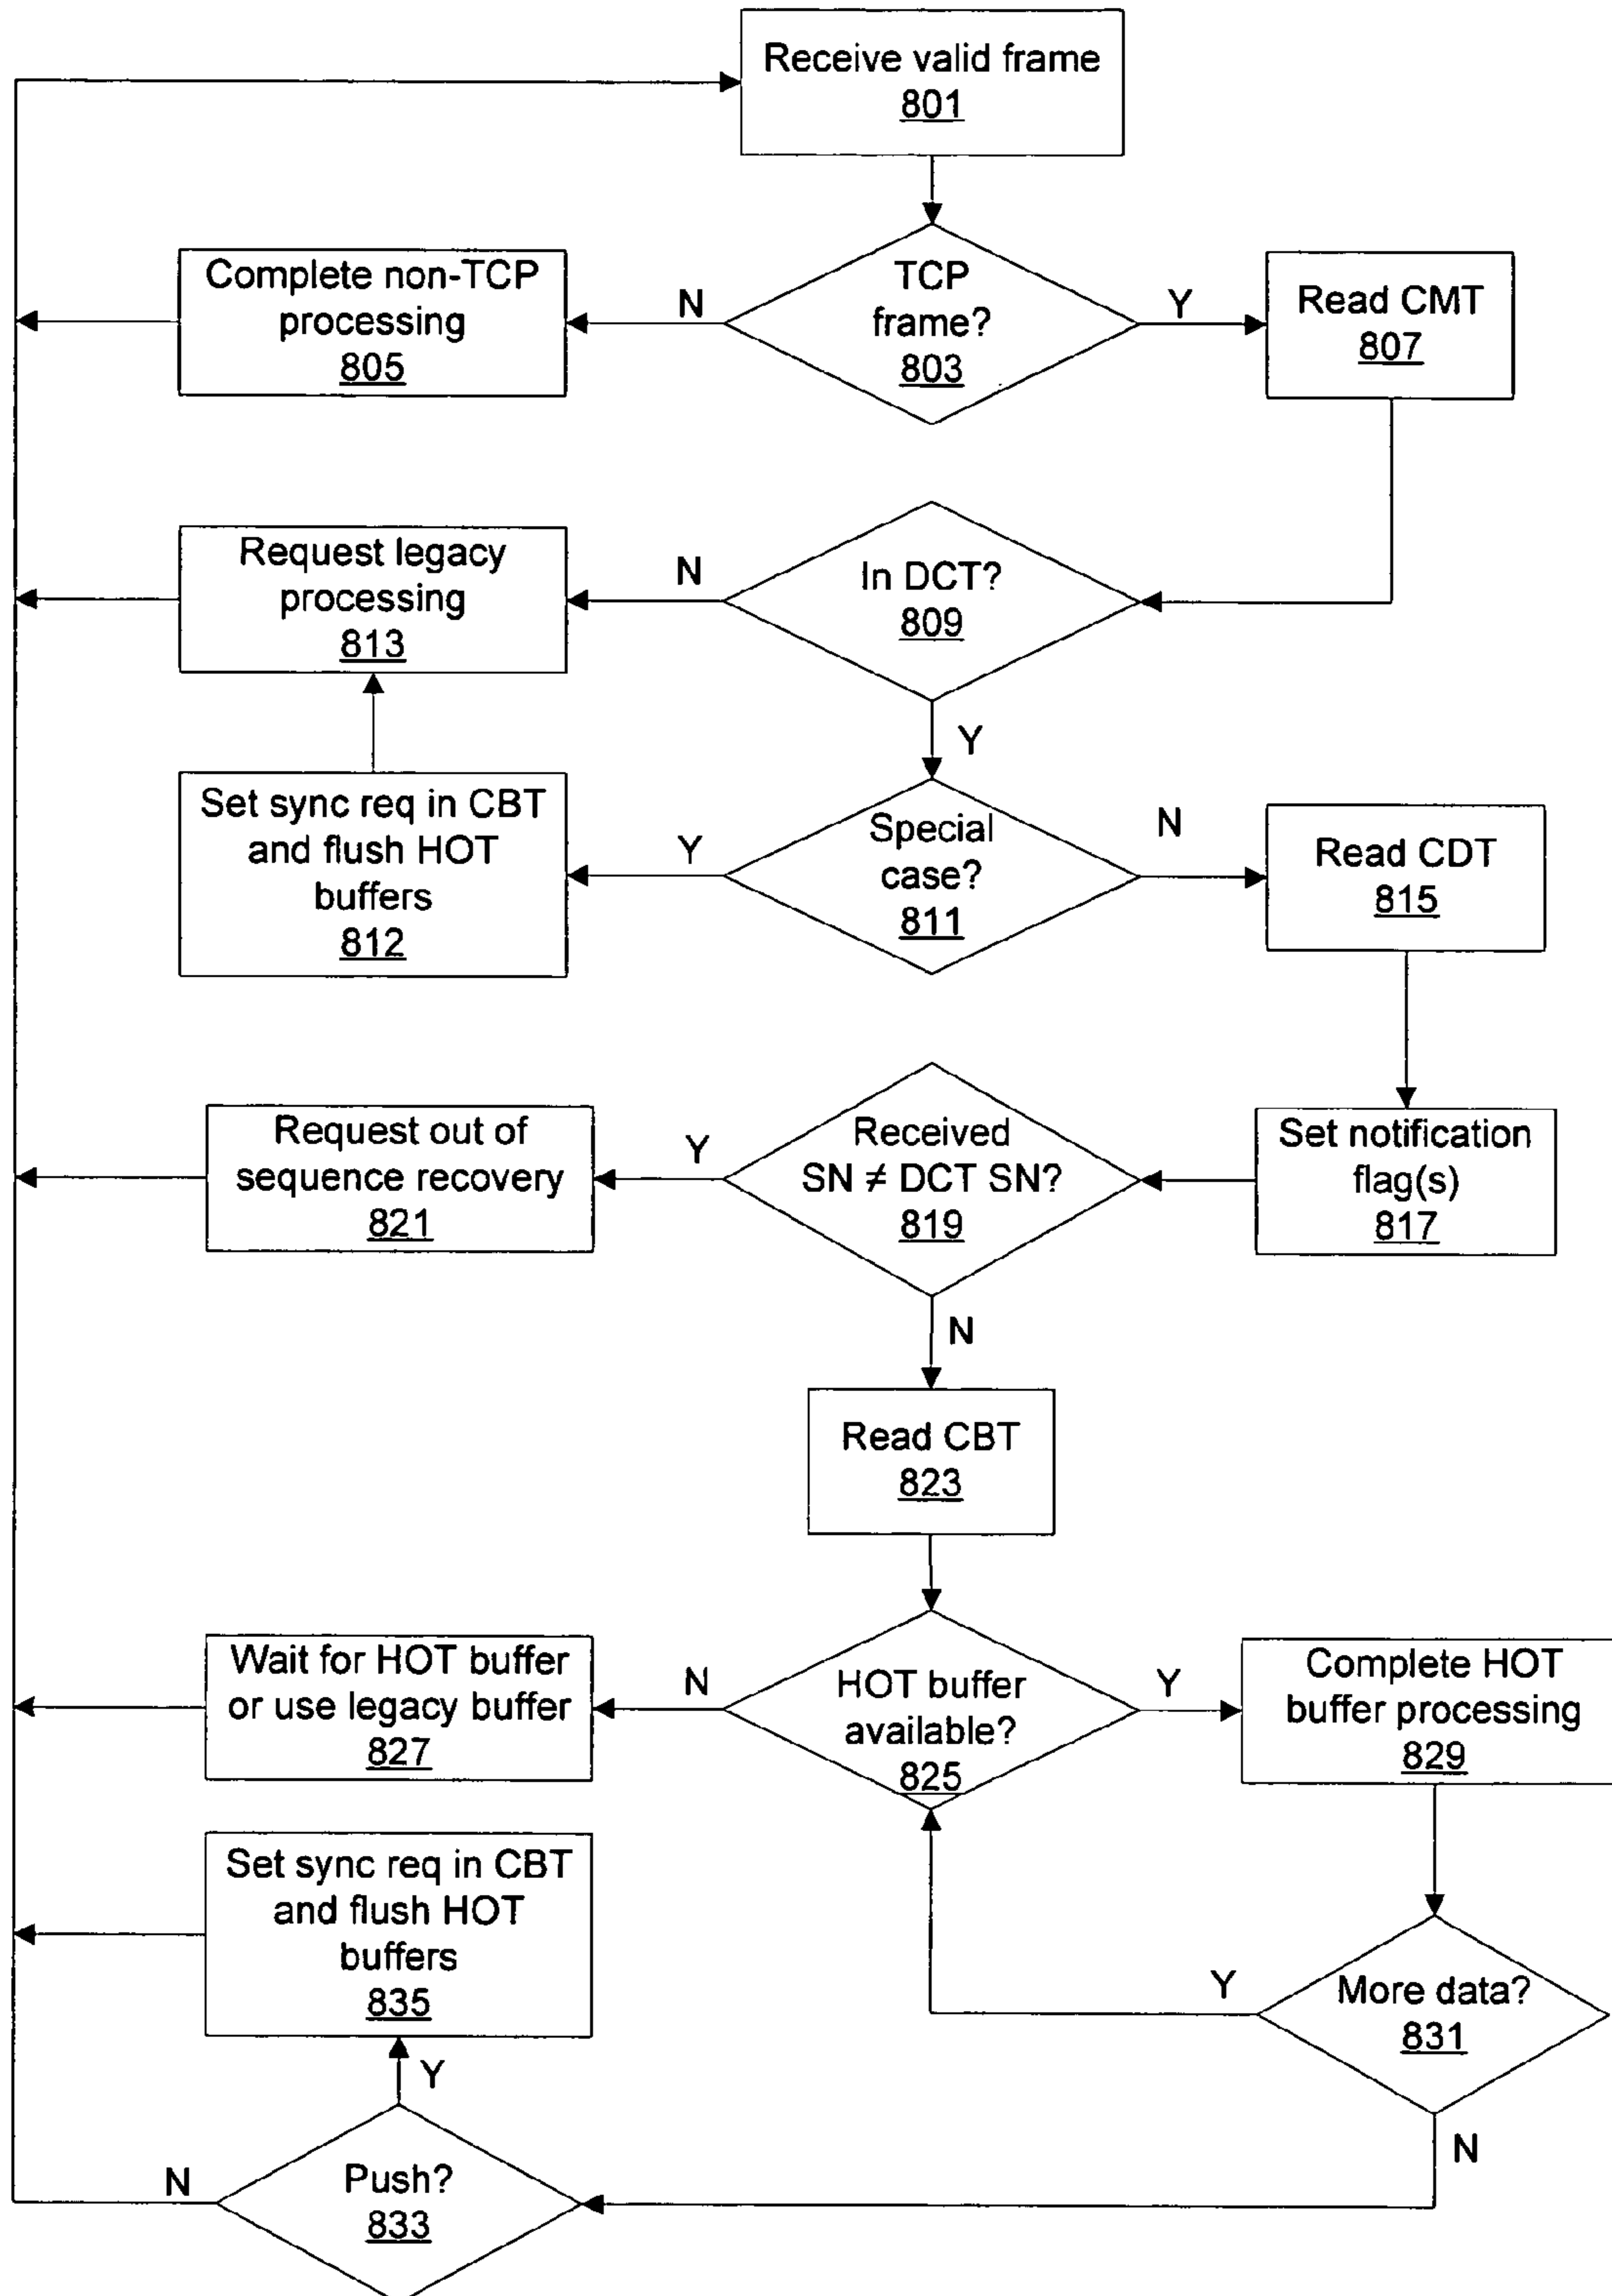 Receive valid frame
801
TCP
frame?
803
N
Y
Complete non-TCP
processing
805
Read CMT
807
In DCT?
809
N
Y
Request legacy
processing
813
Special
case?
811
Y
N
Set sync req in CBT
and flush HOT
buffers
812
Read CDT
815
Set notification
flag(s)
817
Received
SN ≠ DCT SN?
819
Y
N
Request out of
sequence recovery
821
Read CBT
823
HOT buffer
available?
825
N
Y
Wait for HOT buffer
or use legacy buffer
827
Complete HOT
buffer processing
829
More data?
831
Y
N
Set sync req in CBT
and flush HOT
buffers
835
Y
Push?
833
N